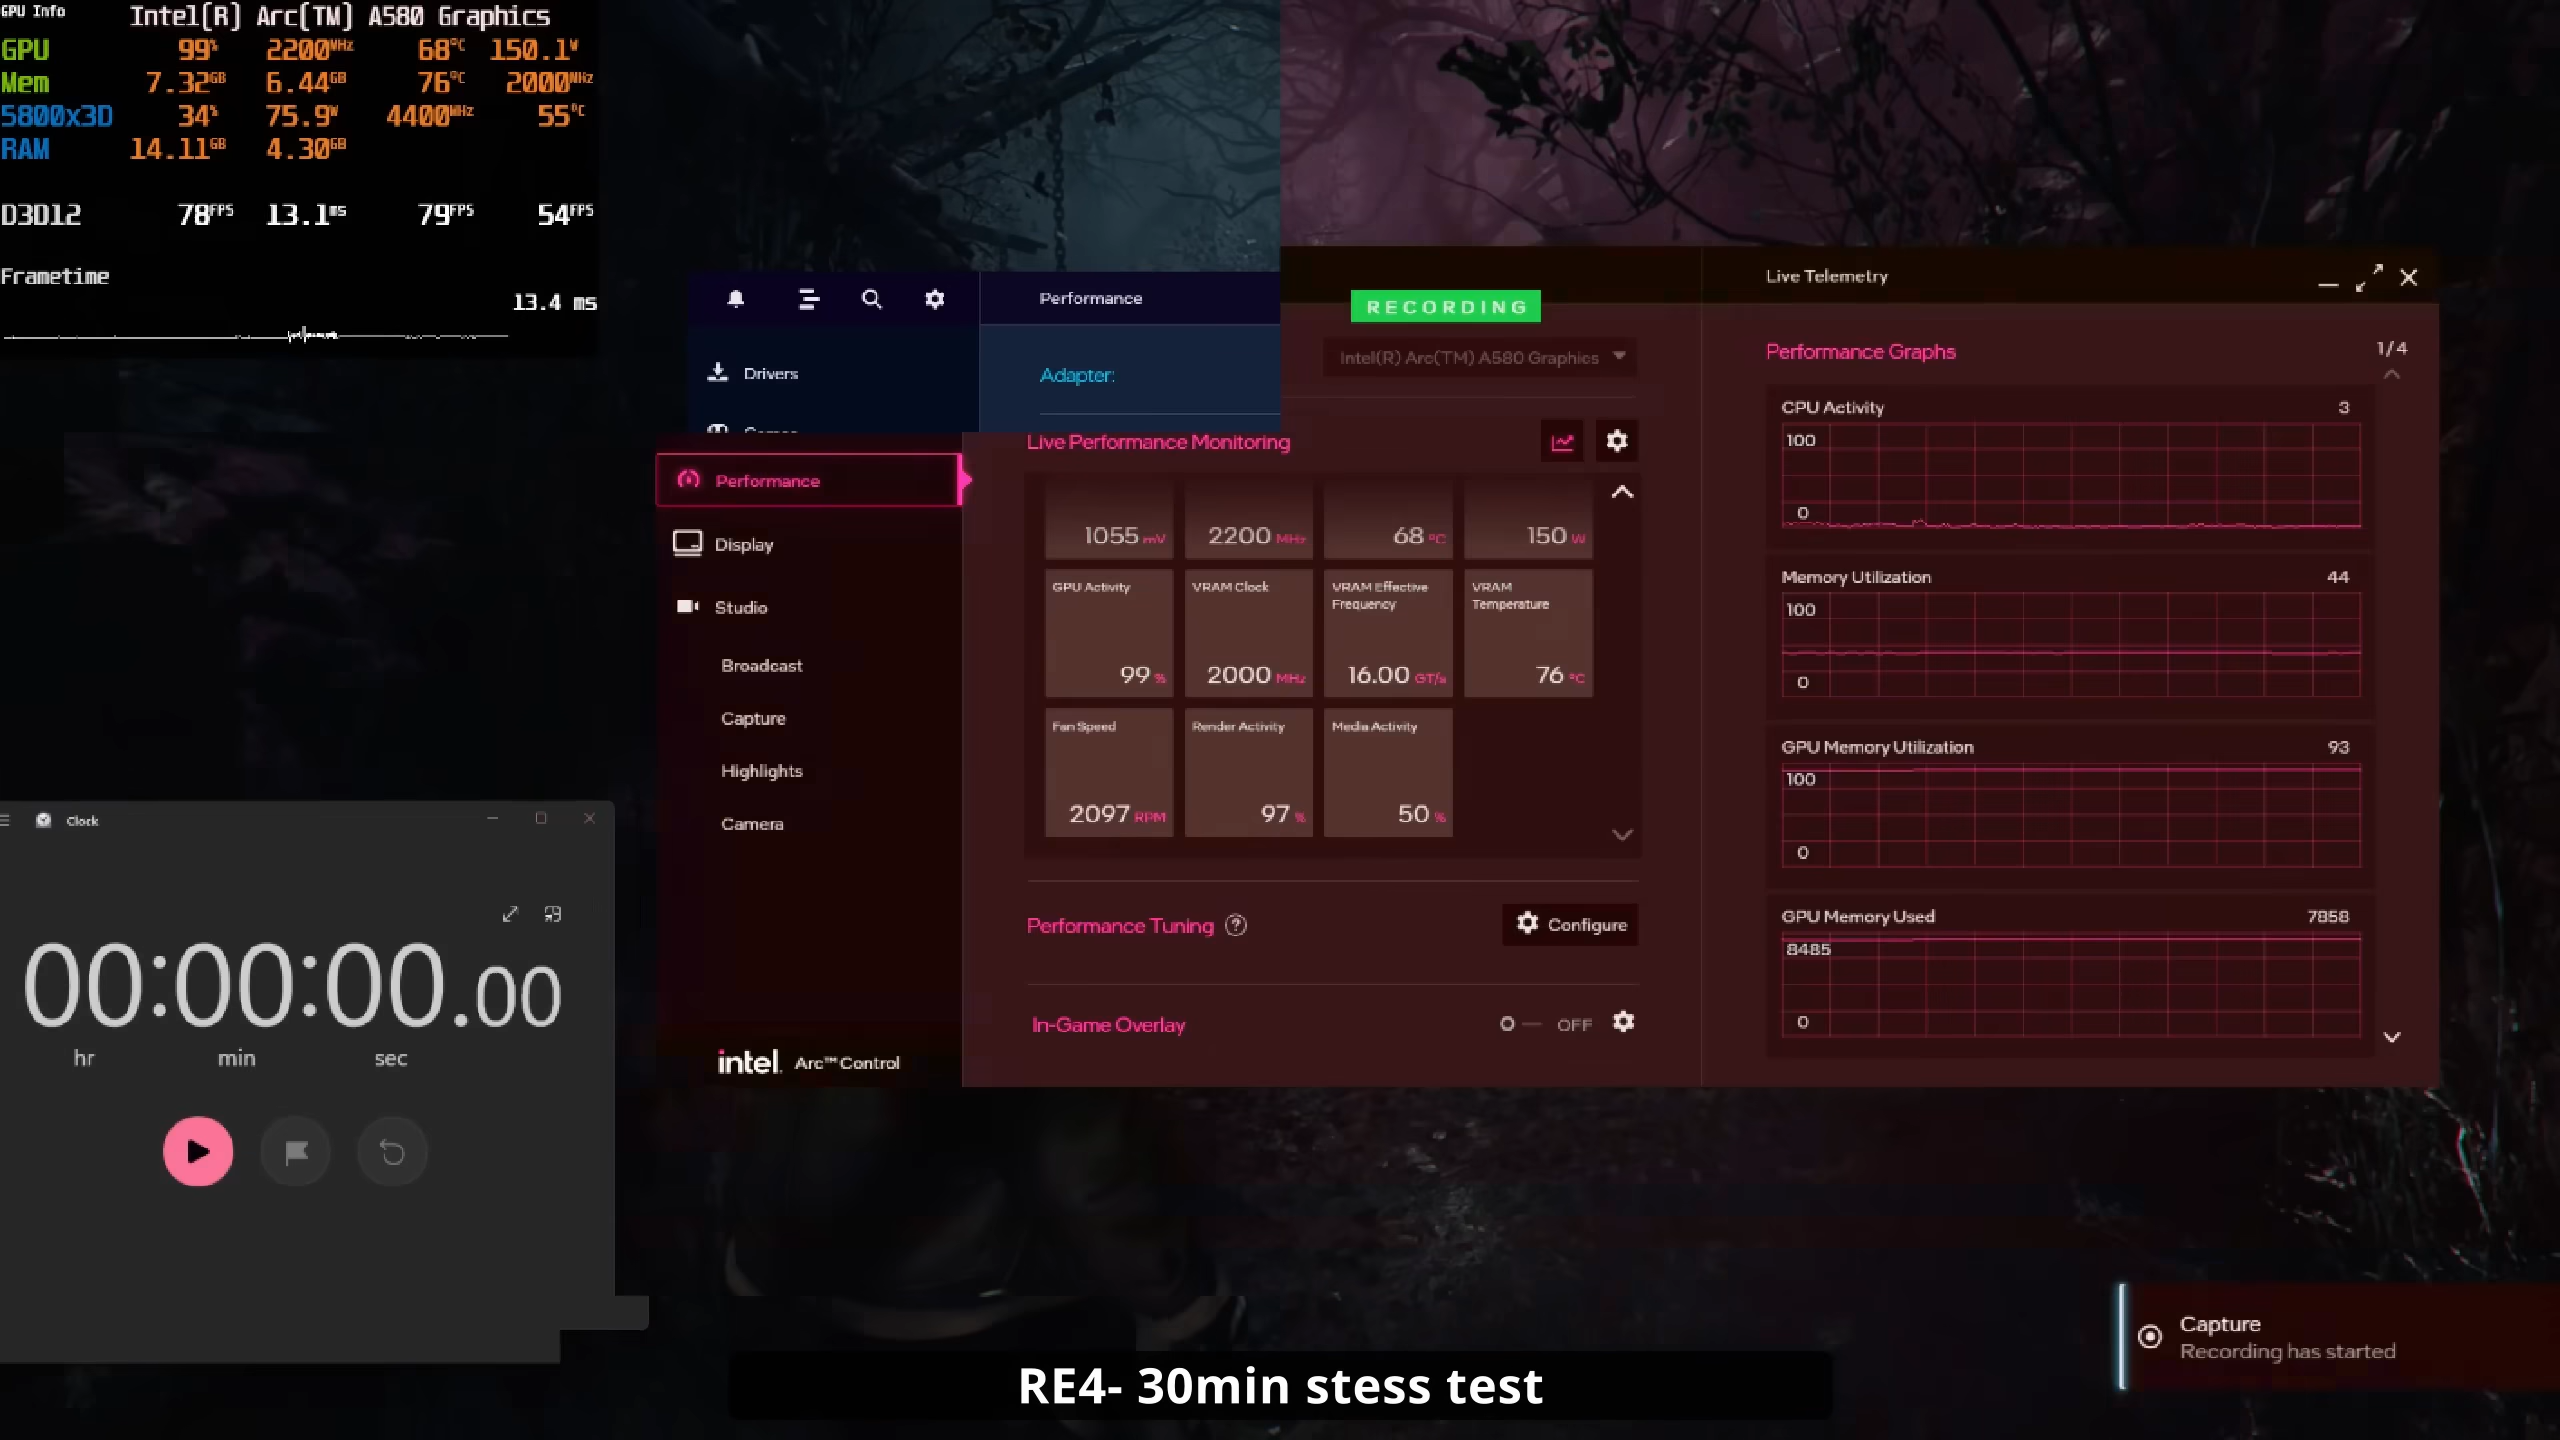 GPU Info
Intel(R) Arc(TM) A580 Graphics
GPU 99% 2200MHz 68°C 150.1W
Mem 7.32GB 6.44GB 76°C 2000MHz
5800x3D 34% 75.9W 4400MHz 55°C
RAM 14.11GB 4.30GB
D3D12 78FPS 13.1ms 79FPS 54FPS
Frametime
13.4 ms
Performance
Drivers
Adapter:
RECORDING
Intel(R) Arc(TM) A580 Graphics
Live Performance Monitoring
Performance
Display
Studio
Broadcast
Capture
Highlights
Camera
intel. Arc™ Control
1055 mV 2200 MHz 68 °C 150 W
GPU Activity
99 %
VRAM Clock
2000 MHz
VRAM Effective
Frequency
16.00 GT/s
VRAM
Temperature
76 °C
Fan Speed
2097 RPM
Render Activity
97 %
Media Activity
50 %
Performance Tuning ?
Configure
In-Game Overlay
OFF
Live Telemetry
Performance Graphs
1/4
CPU Activity 3
100
0
Memory Utilization 44
100
0
GPU Memory Utilization 93
100
0
GPU Memory Used 7858
8485
0
Clock
00:00:00.00
hr min sec
Capture
Recording has started
RE4- 30min stess test